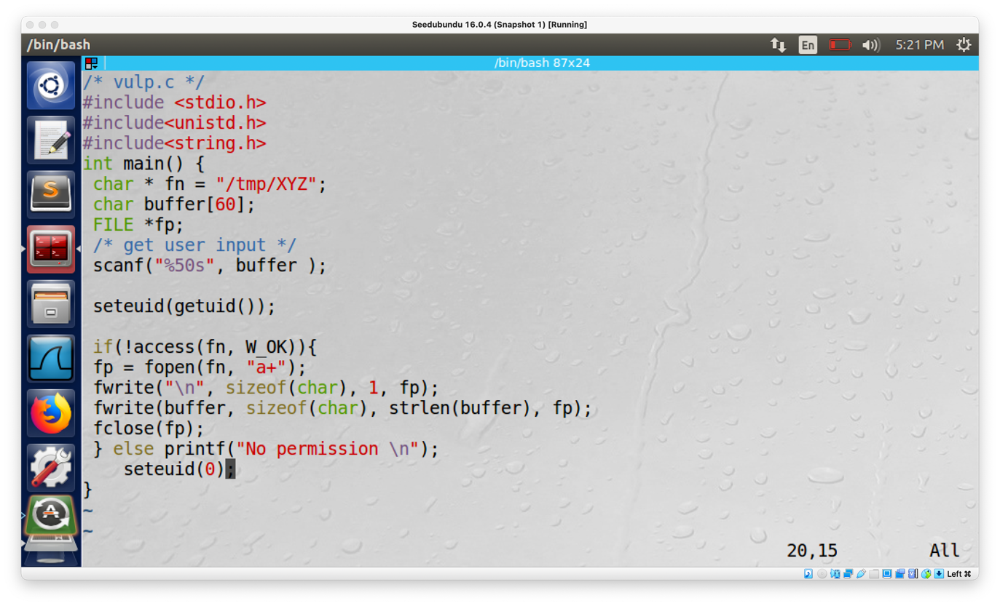 Seedubundu 16.0.4 (Snapshot 1) [Running]
/bin/bash En 5:21 PM
/bin/bash 87x24
/* vulp.c */
#include <stdio.h>
#include<unistd.h>
#include<string.h>
int main() {
 char * fn = "/tmp/XYZ";
 char buffer[60];
 FILE *fp;
 /* get user input */
 scanf("%50s", buffer );
 seteuid(getuid());
 if(!access(fn, W_OK)){
 fp = fopen(fn, "a+");
 fwrite("\n", sizeof(char), 1, fp);
 fwrite(buffer, sizeof(char), strlen(buffer), fp);
 fclose(fp);
 } else printf("No permission \n");
    seteuid(0);
}
~
~
20,15 All
Left ⌘